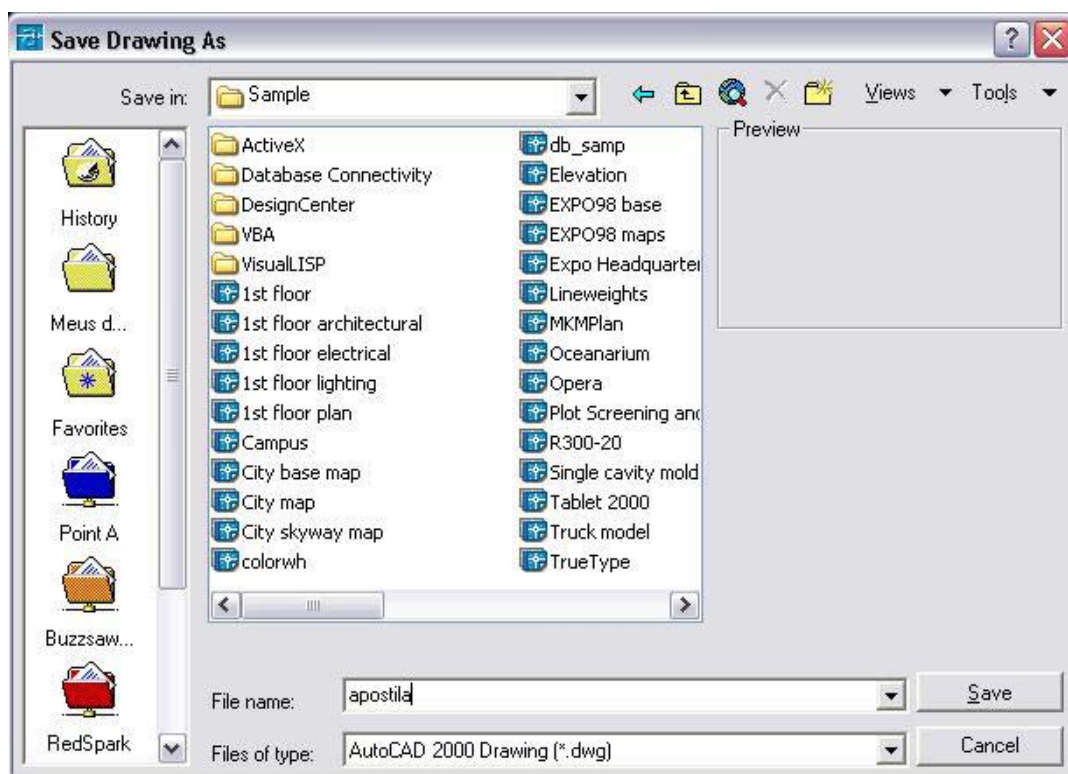 Save Drawing As
Save in:
Sample
Views
Tools
History
Meus d...
Favorites
Point A
Buzzsaw...
RedSpark
ActiveX
Database Connectivity
DesignCenter
VBA
VisualLISP
1st floor
1st floor architectural
1st floor electrical
1st floor lighting
1st floor plan
Campus
City base map
City map
City skyway map
colorwh
db_samp
Elevation
EXPO98 base
EXPO98 maps
Expo Headquarter
Lineweights
MKMPlan
Oceanarium
Opera
Plot Screening and
R300-20
Single cavity mold
Tablet 2000
Truck model
TrueType
Preview
File name:
apostila
Save
Files of type:
AutoCAD 2000 Drawing (*.dwg)
Cancel